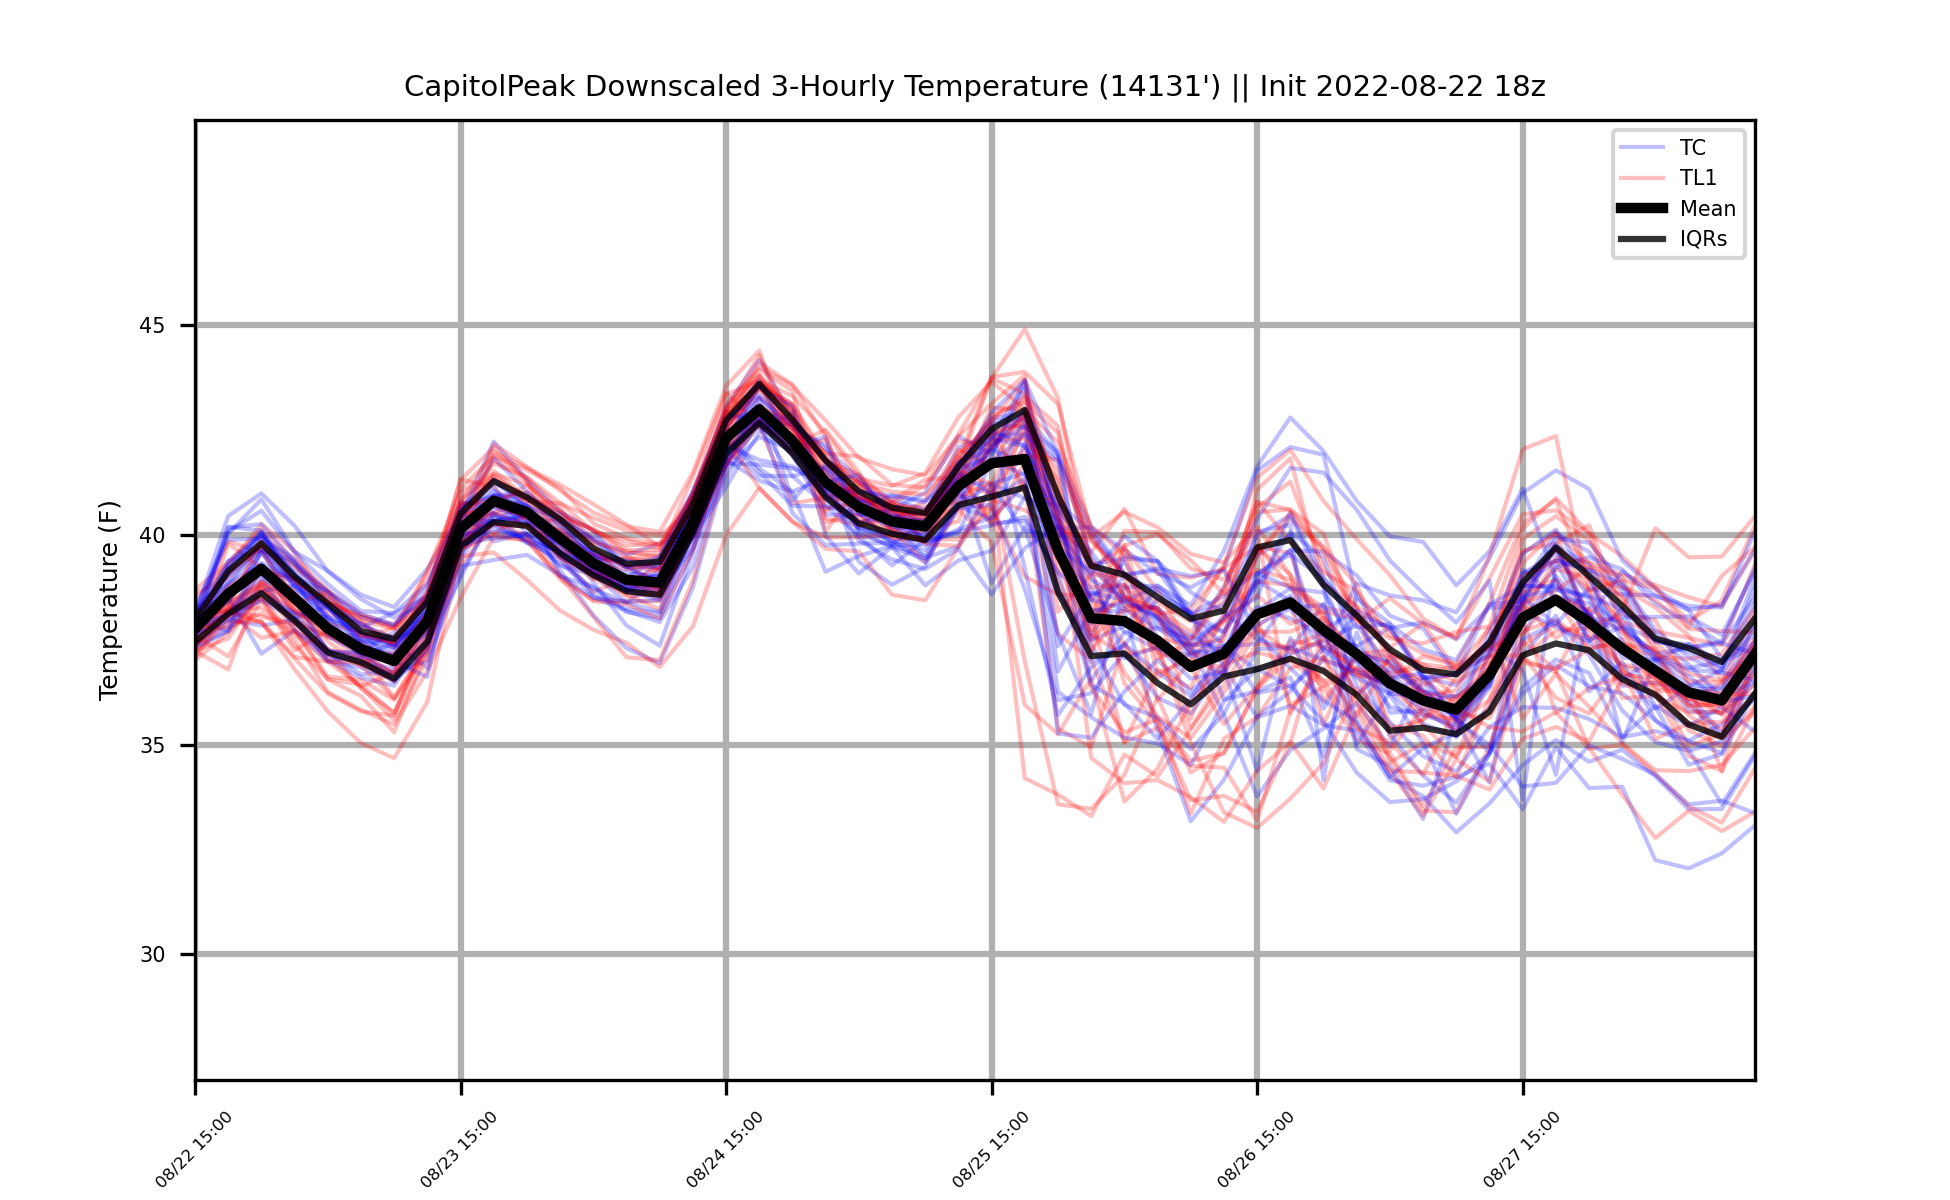 CapitolPeak Downscaled 3-Hourly Temperature (14131') || Init 2022-08-22 18z
TC
TL1
Mean
IQRs
Temperature (F)
45
40
35
30
08/22 15:00
08/23 15:00
08/24 15:00
08/25 15:00
08/26 15:00
08/27 15:00